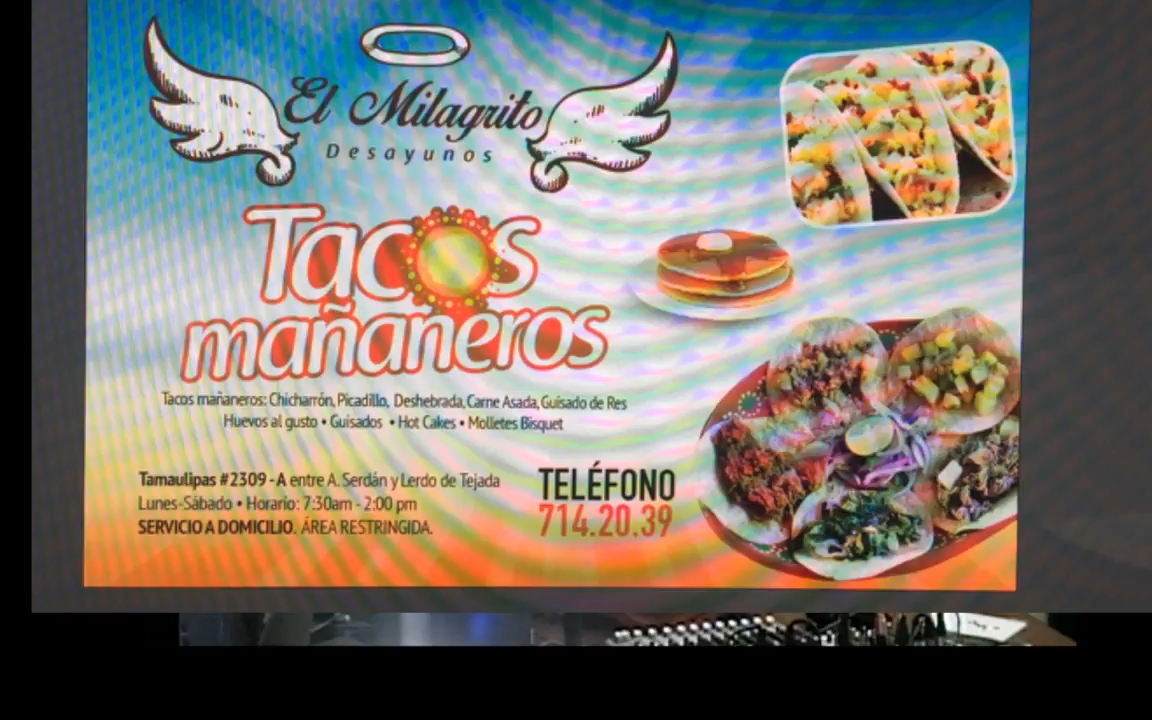 El Milagrito
Desayunos
Tacos
mañaneros
Tacos mañaneros: Chicharrón, Picadillo, Deshebrada, Carne Asada, Guisado de Res
Huevos al gusto • Guisados • Hot Cakes • Molletes Bisquet
Tamaulipas #2309 - A entre A. Serdán y Lerdo de Tejada
Lunes-Sábado • Horario: 7:30am - 2:00 pm
SERVICIO A DOMICILIO. ÁREA RESTRINGIDA.
TELÉFONO
714.20.39